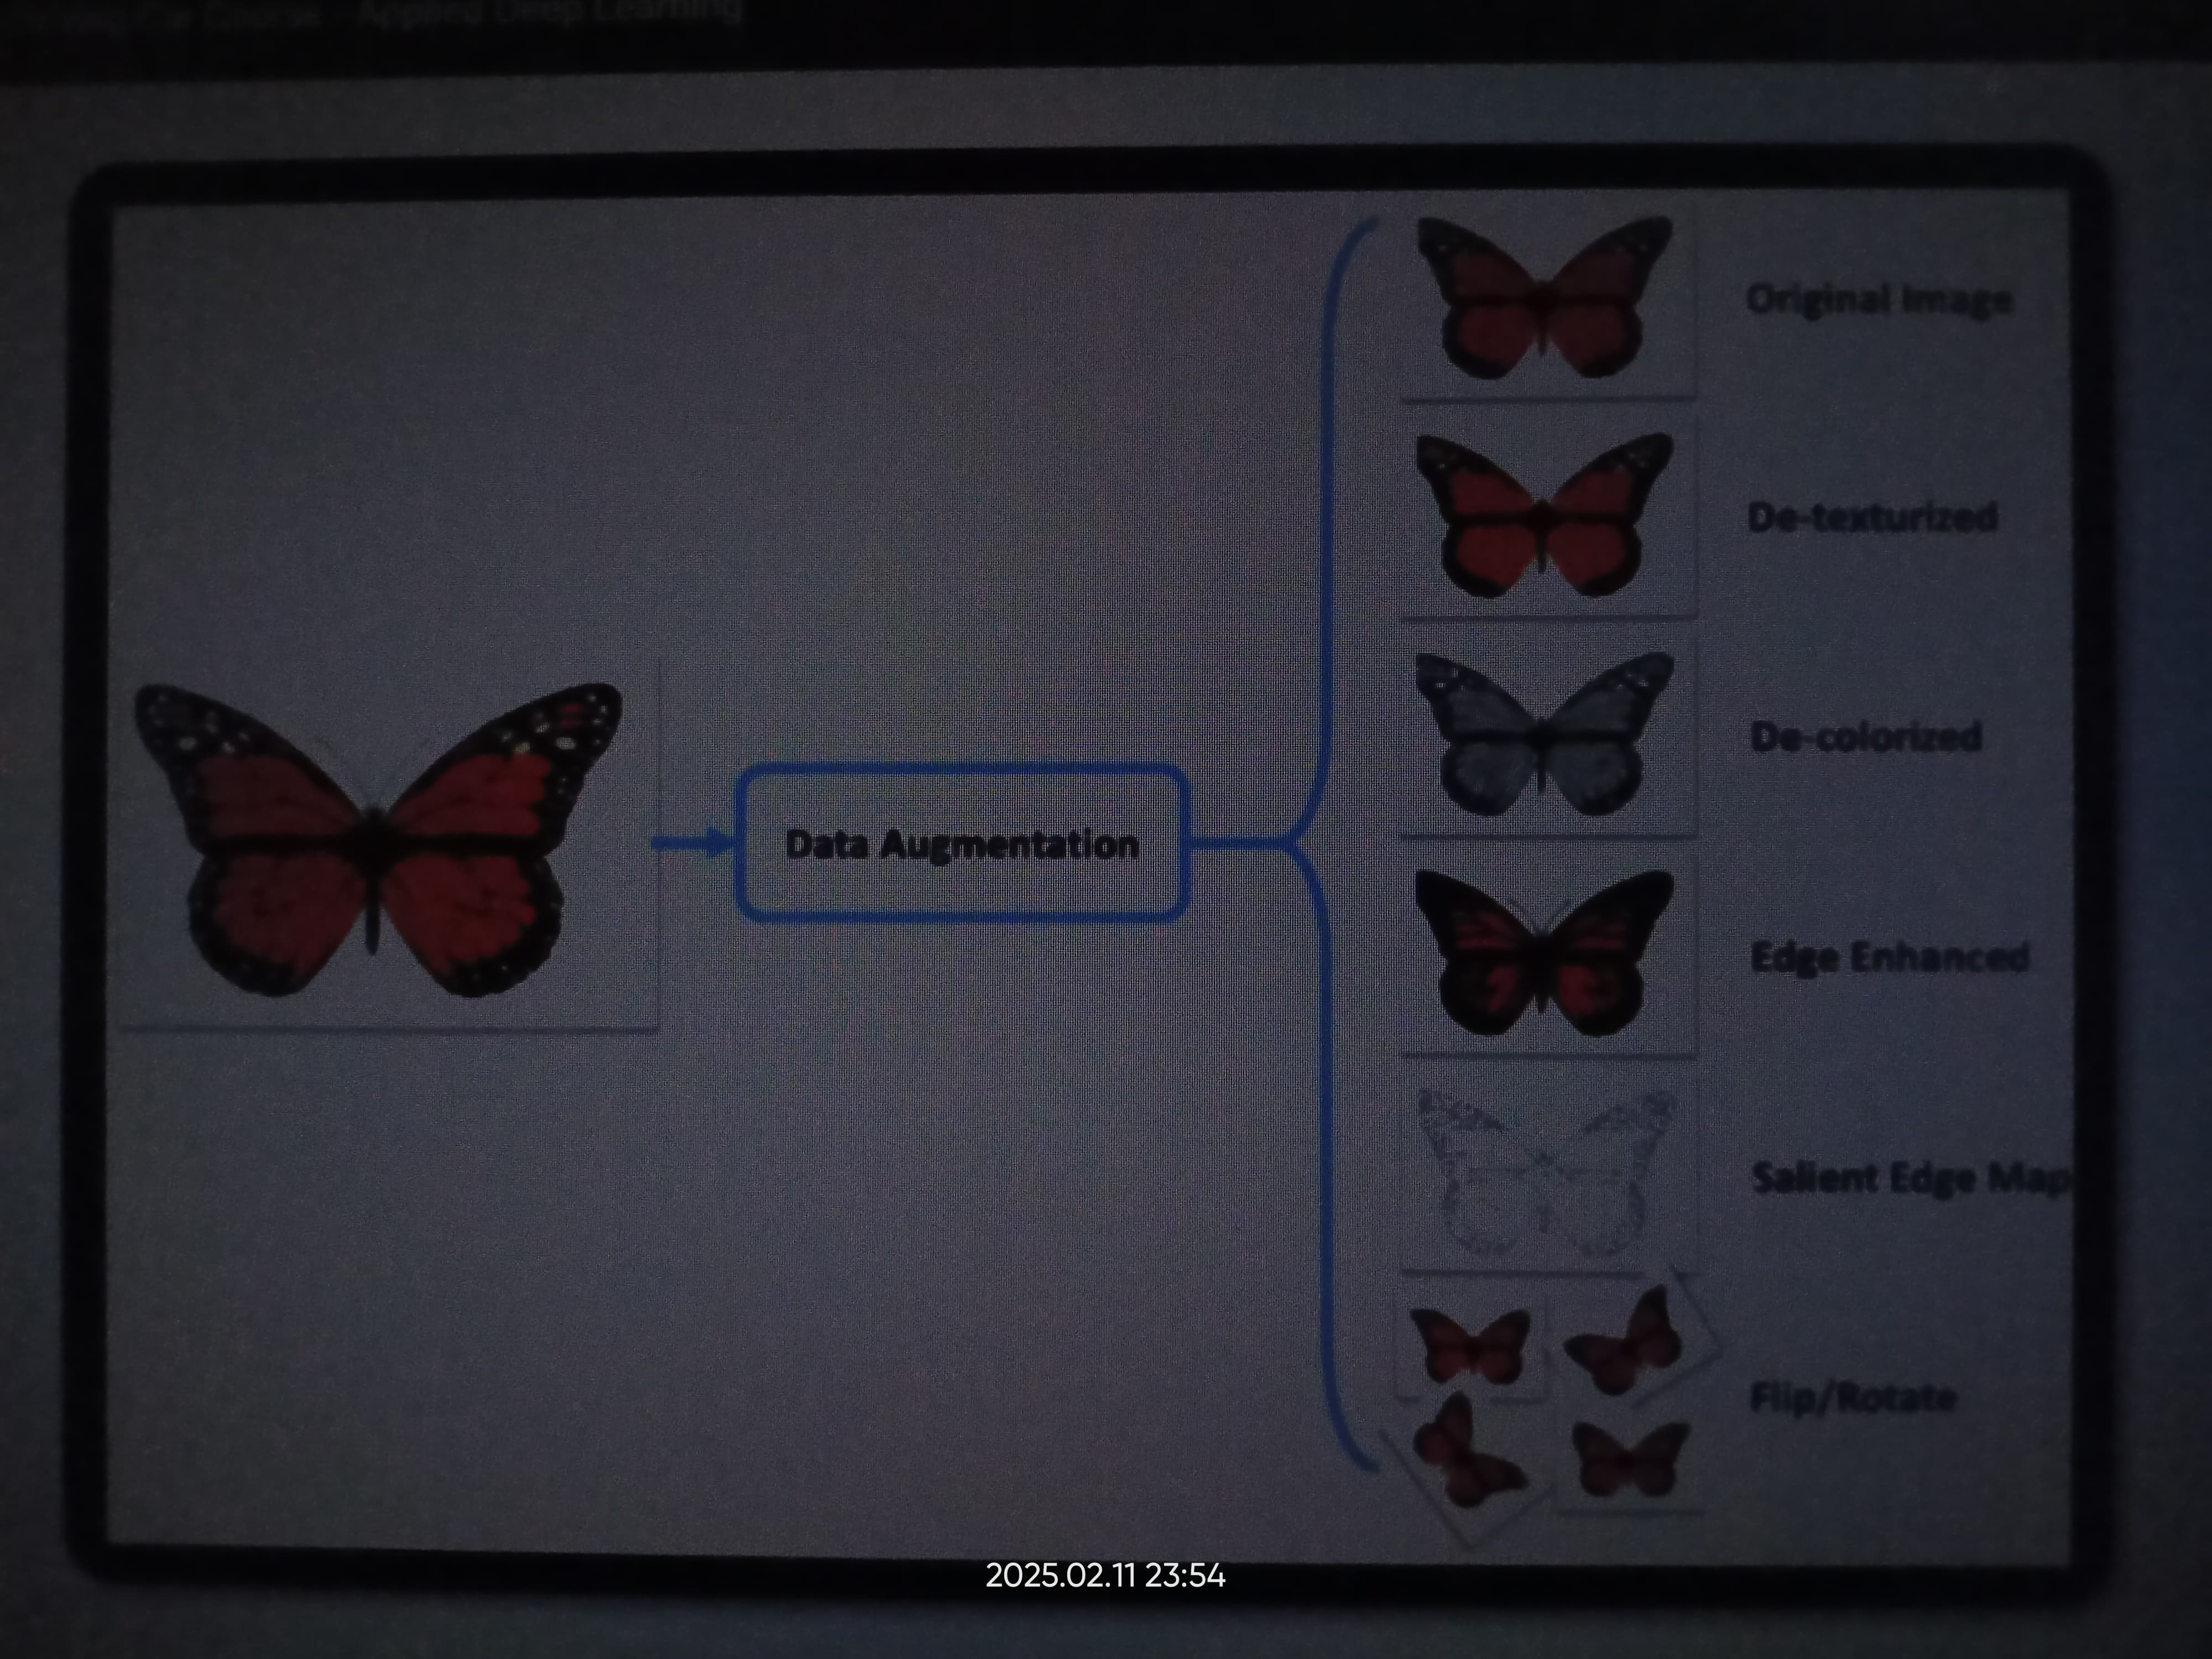 Car Course - Applied Deep Learning
Original Image
De-texturized
De-colorized
Data Augmentation
Edge Enhanced
Salient Edge Map
Flip/Rotate
2025.02.11 23:54